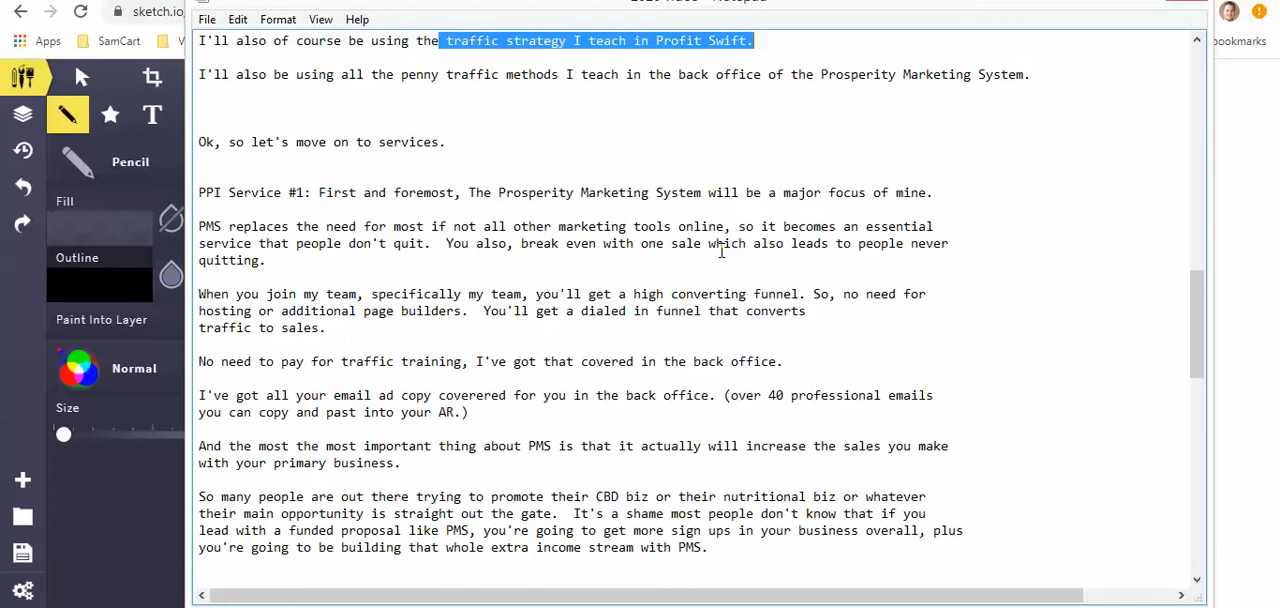 sketch.io
2020 video - Notepad
File Edit Format View Help
Apps SamCart V
ookmarks
I'll also of course be using the traffic strategy I teach in Profit Swift.
I'll also be using all the penny traffic methods I teach in the back office of the Prosperity Marketing System.
Ok, so let's move on to services.
PPI Service #1: First and foremost, The Prosperity Marketing System will be a major focus of mine.
PMS replaces the need for most if not all other marketing tools online, so it becomes an essential
service that people don't quit. You also, break even with one sale which also leads to people never
quitting.
When you join my team, specifically my team, you'll get a high converting funnel. So, no need for
hosting or additional page builders. You'll get a dialed in funnel that converts
traffic to sales.
No need to pay for traffic training, I've got that covered in the back office.
I've got all your email ad copy coverered for you in the back office. (over 40 professional emails
you can copy and past into your AR.)
And the most the most important thing about PMS is that it actually will increase the sales you make
with your primary business.
So many people are out there trying to promote their CBD biz or their nutritional biz or whatever
their main opportunity is straight out the gate. It's a shame most people don't know that if you
lead with a funded proposal like PMS, you're going to get more sign ups in your business overall, plus
you're going to be building that whole extra income stream with PMS.
T
Pencil
Fill
Outline
Paint Into Layer
Normal
Size